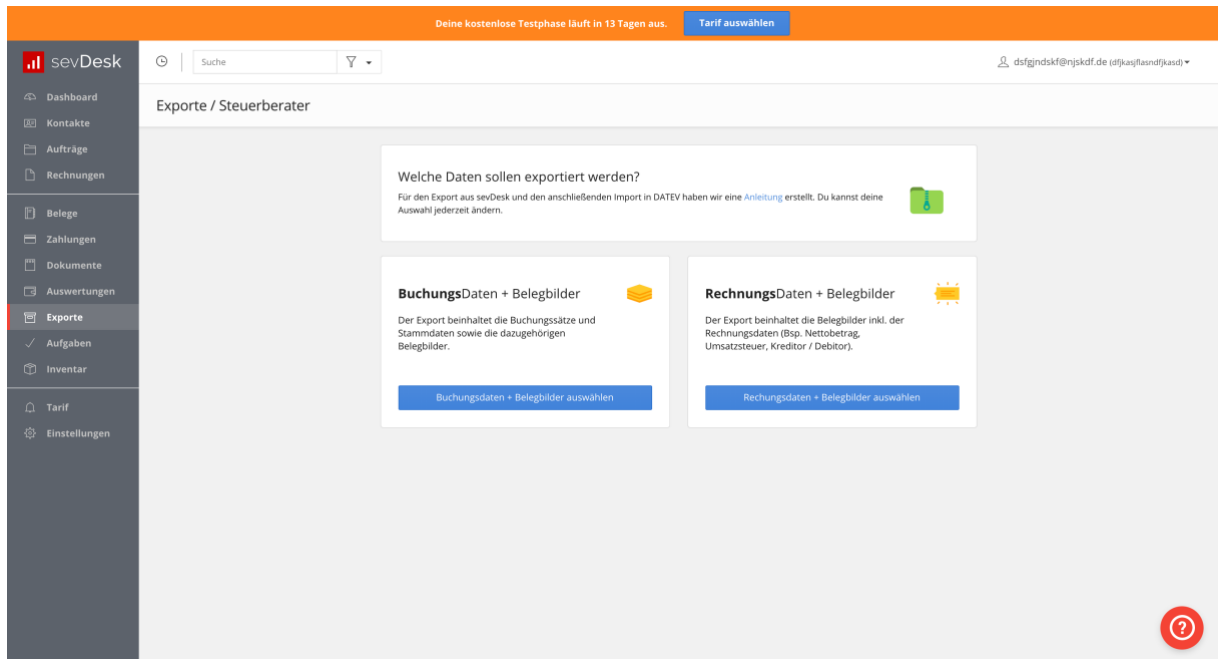 Deine kostenlose Testphase läuft in 13 Tagen aus.
Tarif auswählen
sevDesk
Suche
dsfgjndskf@njskdf.de (dfjkasjflasndfjkasd)
Dashboard
Kontakte
Aufträge
Rechnungen
Belege
Zahlungen
Dokumente
Auswertungen
Exporte
Aufgaben
Inventar
Tarif
Einstellungen
Exporte / Steuerberater
Welche Daten sollen exportiert werden?
Für den Export aus sevDesk und den anschließenden Import in DATEV haben wir eine Anleitung erstellt. Du kannst deine
Auswahl jederzeit ändern.
BuchungsDaten + Belegbilder
Der Export beinhaltet die Buchungssätze und
Stammdaten sowie die dazugehörigen
Belegbilder.
Buchungsdaten + Belegbilder auswählen
RechnungsDaten + Belegbilder
Der Export beinhaltet die Belegbilder inkl. der
Rechnungsdaten (Bsp. Nettobetrag,
Umsatzsteuer, Kreditor / Debitor).
Rechungsdaten + Belegbilder auswählen
?